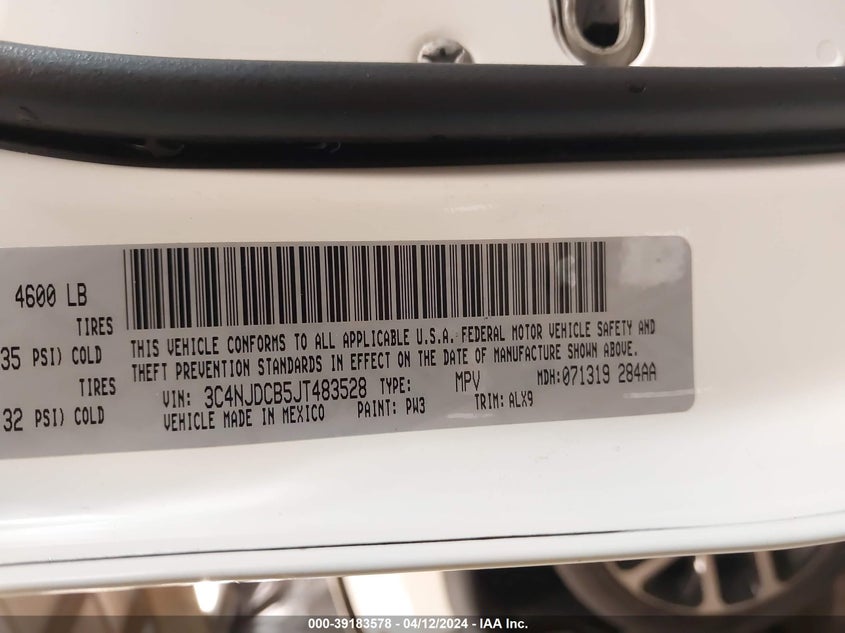 4600 LB
TIRES
35 PSI) COLD
TIRES
32 PSI) COLD
THIS VEHICLE CONFORMS TO ALL APPLICABLE U.S.A. FEDERAL MOTOR VEHICLE SAFETY AND
THEFT PREVENTION STANDARDS IN EFFECT ON THE DATE OF MANUFACTURE SHOWN ABOVE.
VIN: 3C4NJDCB5JT483528 TYPE: MPV MDH:071319 284AA
VEHICLE MADE IN MEXICO PAINT: PW3 TRIM: ALX9
000-39183578 - 04/12/2024 - IAA Inc.